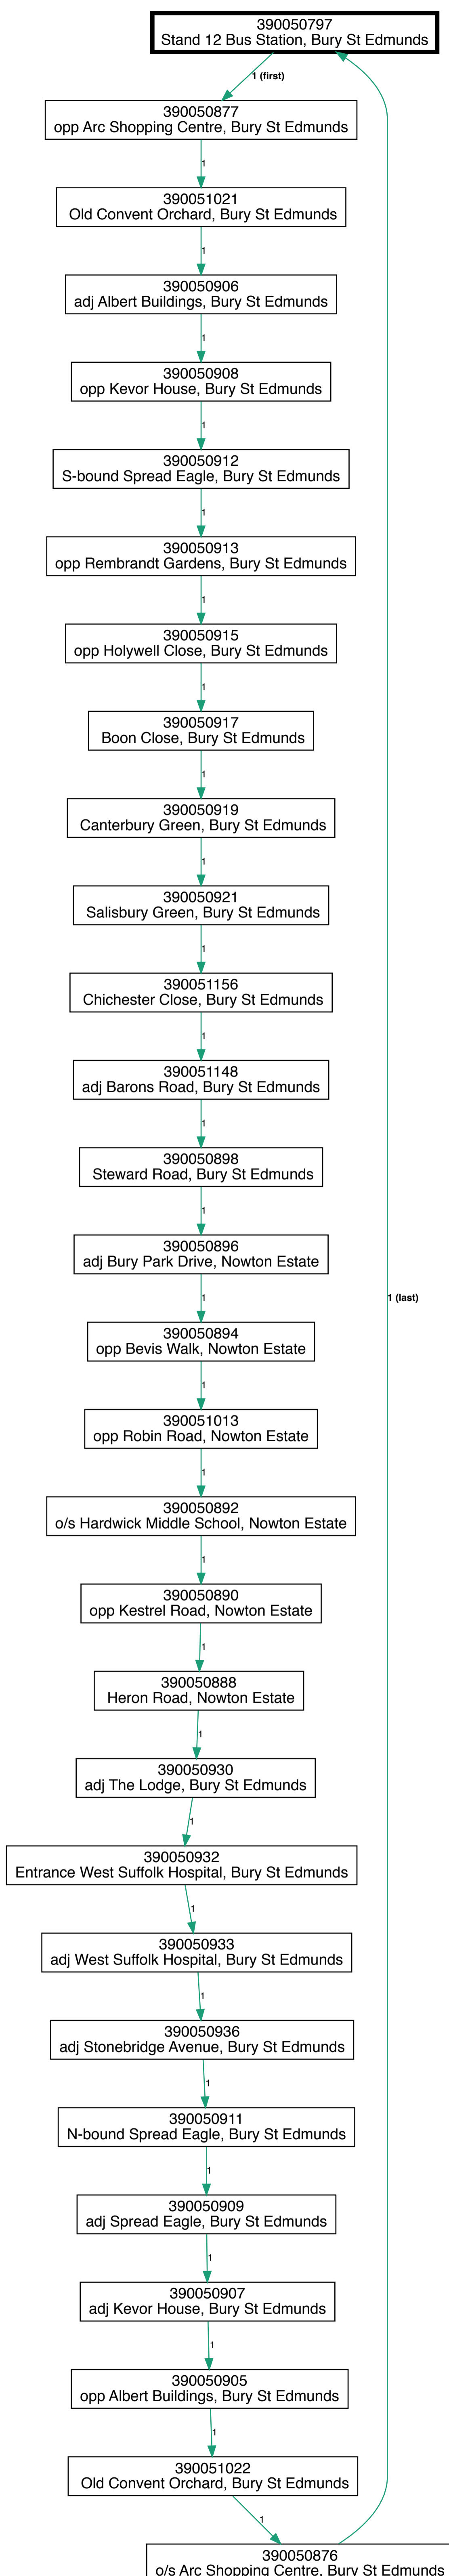 390050797
Stand 12 Bus Station, Bury St Edmunds
1 (first)
390050877
opp Arc Shopping Centre, Bury St Edmunds
1
390051021
Old Convent Orchard, Bury St Edmunds
1
390050906
adj Albert Buildings, Bury St Edmunds
1
390050908
opp Kevor House, Bury St Edmunds
1
390050912
S-bound Spread Eagle, Bury St Edmunds
1
390050913
opp Rembrandt Gardens, Bury St Edmunds
1
390050915
opp Holywell Close, Bury St Edmunds
1
390050917
Boon Close, Bury St Edmunds
1
390050919
Canterbury Green, Bury St Edmunds
1
390050921
Salisbury Green, Bury St Edmunds
1
390051156
Chichester Close, Bury St Edmunds
1
390051148
adj Barons Road, Bury St Edmunds
1
390050898
Steward Road, Bury St Edmunds
1
390050896
adj Bury Park Drive, Nowton Estate
1
1 (last)
390050894
opp Bevis Walk, Nowton Estate
1
390051013
opp Robin Road, Nowton Estate
1
390050892
o/s Hardwick Middle School, Nowton Estate
1
390050890
opp Kestrel Road, Nowton Estate
1
390050888
Heron Road, Nowton Estate
1
390050930
adj The Lodge, Bury St Edmunds
1
390050932
Entrance West Suffolk Hospital, Bury St Edmunds
1
390050933
adj West Suffolk Hospital, Bury St Edmunds
1
390050936
adj Stonebridge Avenue, Bury St Edmunds
1
390050911
N-bound Spread Eagle, Bury St Edmunds
1
390050909
adj Spread Eagle, Bury St Edmunds
1
390050907
adj Kevor House, Bury St Edmunds
1
390050905
opp Albert Buildings, Bury St Edmunds
1
390051022
Old Convent Orchard, Bury St Edmunds
1
390050876
o/s Arc Shopping Centre, Bury St Edmunds